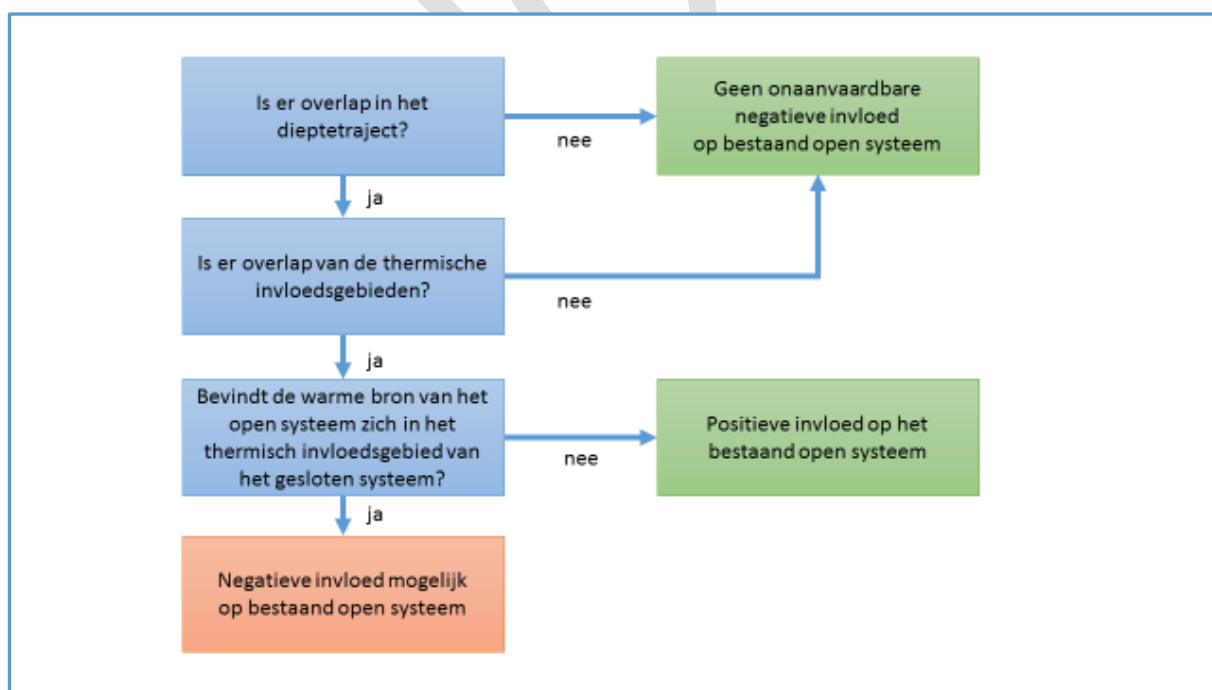 Is er overlap in het
dieptetraject?
nee
Geen onaanvaardbare
negatieve invloed
op bestaand open systeem
ja
Is er overlap van de thermische
invloedsgebieden?
nee
ja
Bevindt de warme bron van het
open systeem zich in het
thermisch invloedsgebied van
het gesloten systeem?
nee
Positieve invloed op het
bestaand open systeem
ja
Negatieve invloed mogelijk
op bestaand open systeem